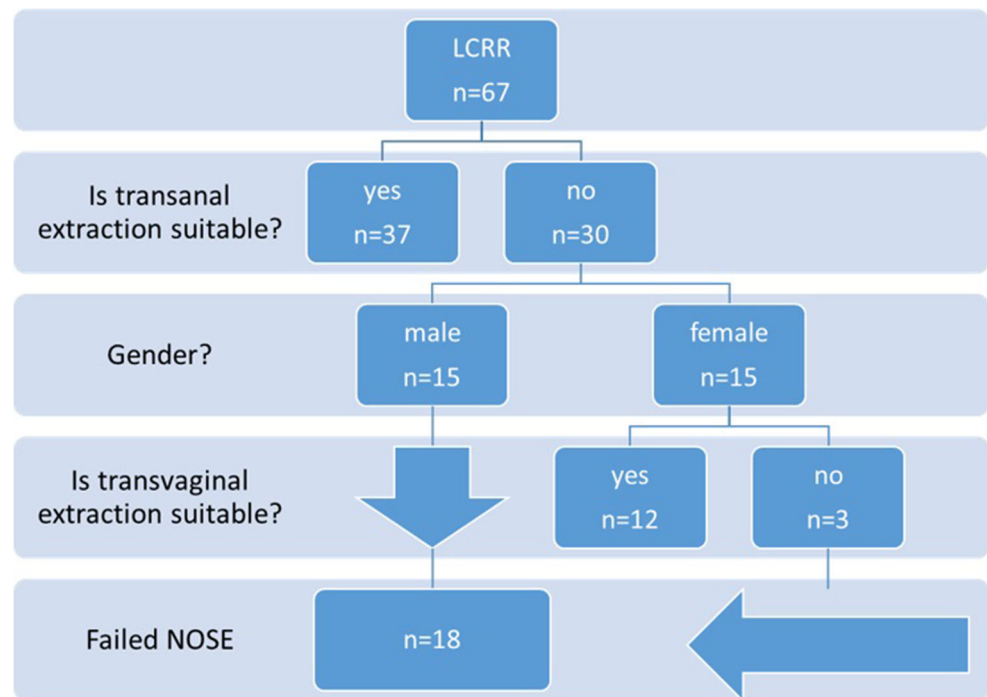 LCRR
n=67
Is transanal
extraction suitable?
yes
n=37
no
n=30
Gender?
male
n=15
female
n=15
Is transvaginal
extraction suitable?
yes
n=12
no
n=3
Failed NOSE
n=18